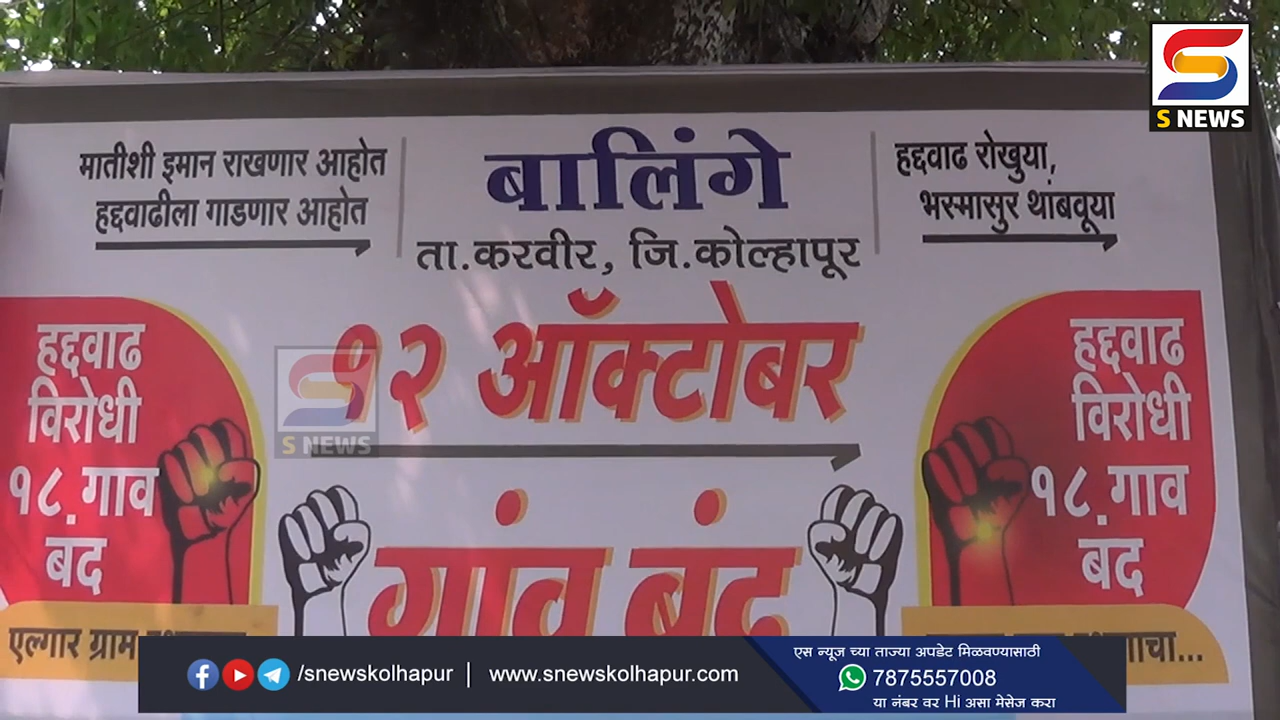 S NEWS
मातीशी इमान राखणार आहोत
हद्दवाढीला गाडणार आहोत
बालिंगे
ता.करवीर, जि.कोल्हापूर
हद्दवाढ रोखुया,
भस्मासुर थांबवूया
१२ ऑक्टोबर
S NEWS
गांव बंद
हद्दवाढ
विरोधी
१८.गाव
बंद
हद्दवाढ
विरोधी
१८.गाव
बंद
एल्गार ग्राम
/snewskolhapur | www.snewskolhapur.com
एस न्यूज च्या ताज्या अपडेट मिळवण्यासाठी
7875557008
या नंबर वर Hi असा मेसेज करा